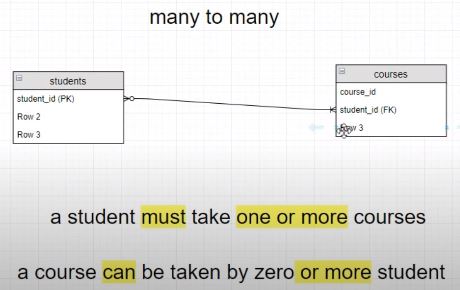 many to many
students
student_id (PK)
Row 2
Row 3
courses
course_id
student_id (FK)
Row 3
a student must take one or more courses
a course can be taken by zero or more student